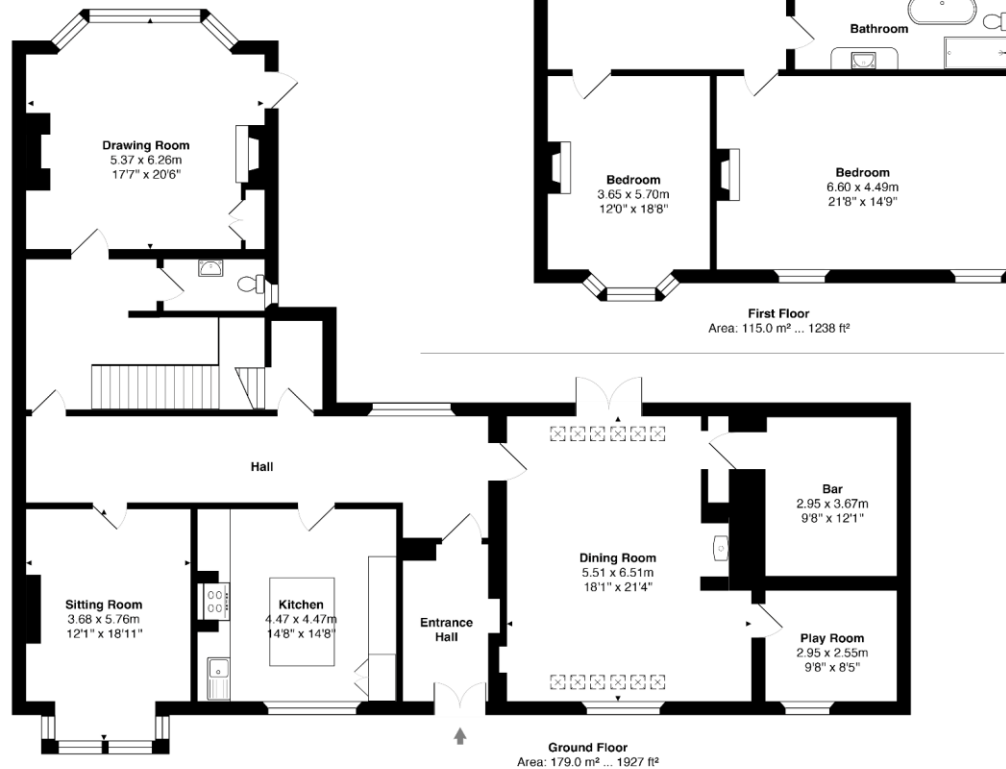 Bathroom
Drawing Room
5.37 x 6.26m
17'7" x 20'6"
Bedroom
3.65 x 5.70m
12'0" x 18'8"
Bedroom
6.60 x 4.49m
21'8" x 14'9"
First Floor
Area: 115.0 m² ... 1238 ft²
Hall
Bar
2.95 x 3.67m
9'8" x 12'1"
Dining Room
5.51 x 6.51m
18'1" x 21'4"
Sitting Room
3.68 x 5.76m
12'1" x 18'11"
Kitchen
4.47 x 4.47m
14'8" x 14'8"
Entrance
Hall
Play Room
2.95 x 2.55m
9'8" x 8'5"
Ground Floor
Area: 179.0 m² ... 1927 ft²